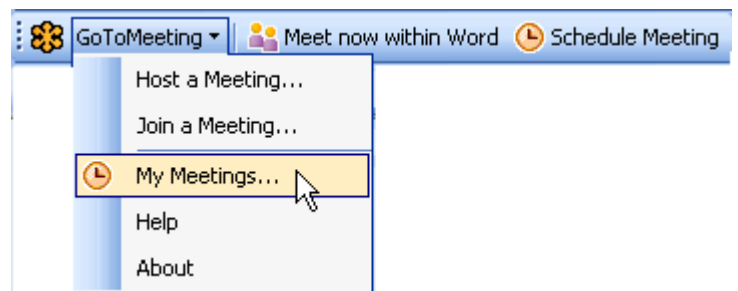 GoToMeeting Meet now within Word Schedule Meeting
Host a Meeting...
Join a Meeting...
My Meetings...
Help
About